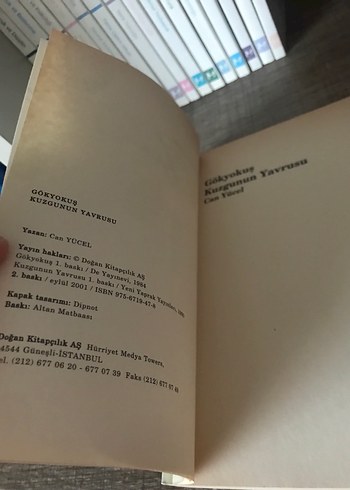 GÖKYOKUŞ
KUZGUNUN YAVRUSU
Yazan: Can YÜCEL
Yayın hakları: © Doğan Kitapçılık AŞ
Gökyokuş 1. baskı / De Yayınevi, 1984
Kuzgunun Yavrusu 1. baskı / Yeni Yaprak Yayınları,
2. baskı / eylül 2001 / ISBN 975-6719-47-8
Kapak tasarımı: Dipnot
Baskı: Altan Matbaası
Doğan Kitapçılık AŞ Hürriyet Medya Towers,
34544 Güneşli-İSTANBUL
Tel. (212) 677 06 20 - 677 07 39 Faks (212) 677 07 49
Gökyokuş
Kuzgunun Yavrusu
Can Yücel